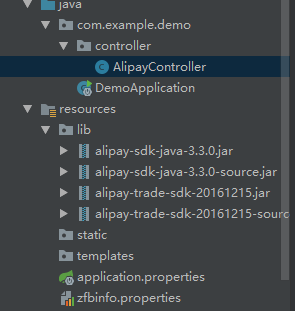 java
com.example.demo
controller
AlipayController
DemoApplication
resources
lib
alipay-sdk-java-3.3.0.jar
alipay-sdk-java-3.3.0-source.jar
alipay-trade-sdk-20161215.jar
alipay-trade-sdk-20161215-sourc
static
templates
application.properties
zfbinfo.properties